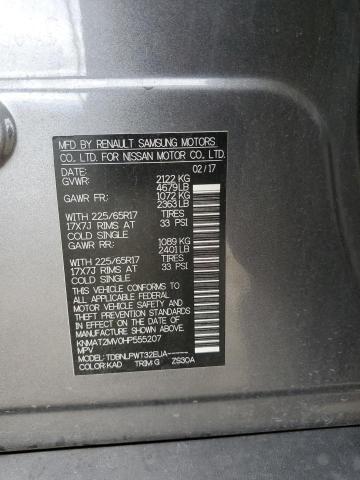 MFD. BY RENAULT SAMSUNG MOTORS
CO. LTD. FOR NISSAN MOTOR CO., LTD.
DATE: 02/17
GVWR: 2122 KG
4679 LB
GAWR FR: 1072 KG
2363 LB
WITH 225/65R17 TIRES
17X7J RIMS AT 33 PSI
COLD SINGLE
GAWR RR: 1089 KG
2401 LB
WITH 225/65R17 TIRES
17X7J RIMS AT 33 PSI
COLD SINGLE
THIS VEHICLE CONFORMS TO
ALL APPLICABLE U.S. FEDERAL
MOTOR VEHICLE SAFETY AND
THEFT PREVENTION STANDARDS
IN EFFECT ON THE DATE OF
MANUFACTURE SHOWN ABOVE.
KNMAT2MV0HP555207
MPV
MODEL: TDBNLPWT32EUA------
COLOR: KAD TRIM: G ZS30A